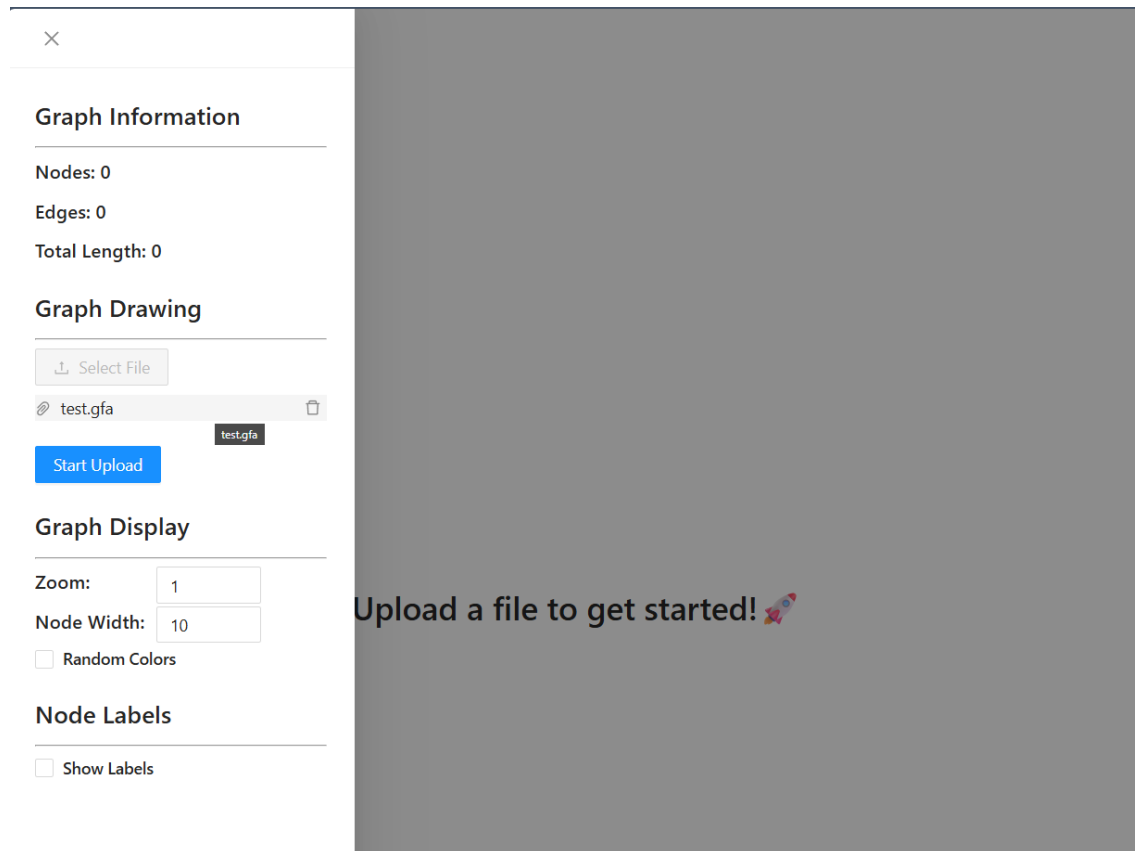 Graph Information
Nodes: 0
Edges: 0
Total Length: 0
Graph Drawing
Select File
test.gfa
test.gfa
Start Upload
Graph Display
Zoom: 1
Upload a file to get started! 🚀
Node Width: 10
Random Colors
Node Labels
Show Labels